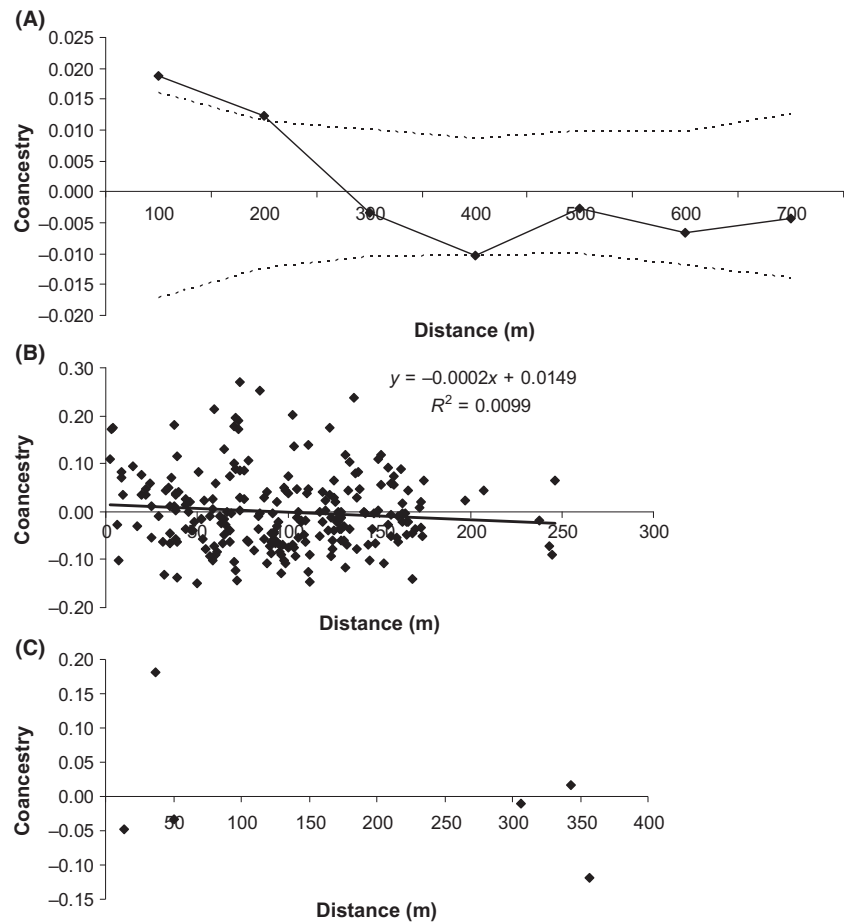 (A)
0.025
0.020
0.015
0.010
0.005
0.000
−0.005
−0.010
−0.015
−0.020
Coancestry
100 200 300 400 500 600 700
Distance (m)
(B)
0.30
0.20
0.10
0.00
−0.10
−0.20
Coancestry
y = −0.0002x + 0.0149
R² = 0.0099
0 50 100 150 200 250 300
Distance (m)
(C)
0.20
0.15
0.10
0.05
0.00
−0.05
−0.10
−0.15
Coancestry
50 100 150 200 250 300 350 400
Distance (m)